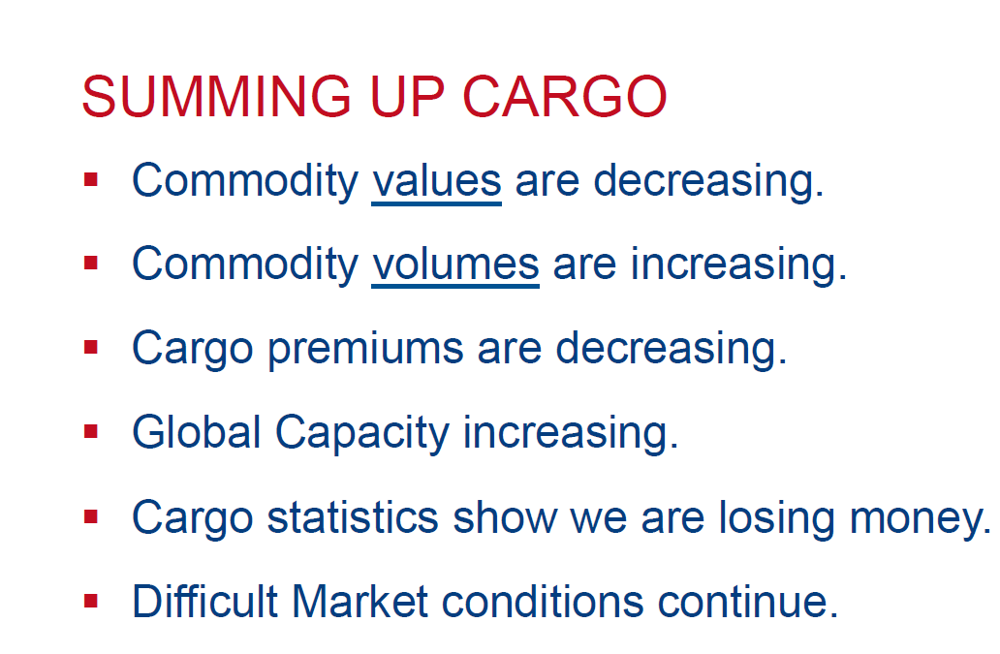 SUMMING UP CARGO
▪ Commodity values are decreasing.
▪ Commodity volumes are increasing.
▪ Cargo premiums are decreasing.
▪ Global Capacity increasing.
▪ Cargo statistics show we are losing money.
▪ Difficult Market conditions continue.